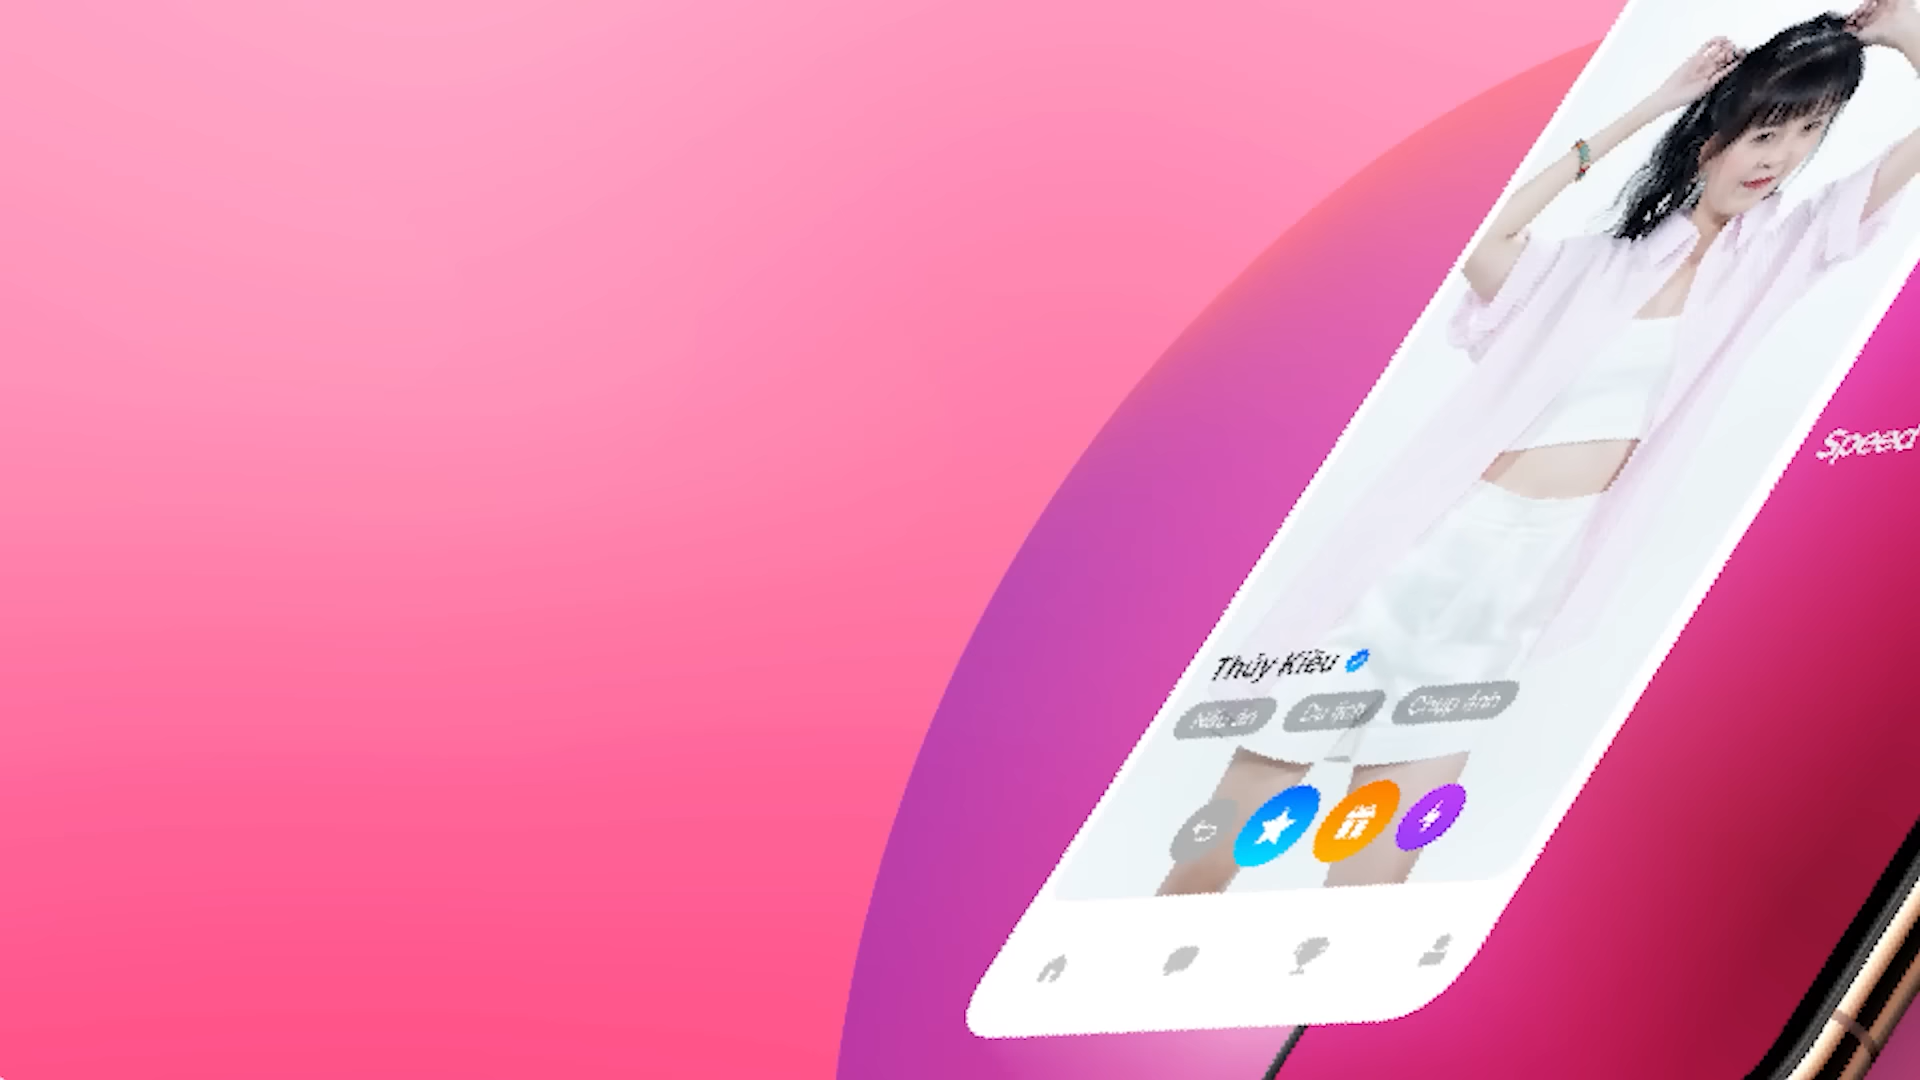 Speed
Thủy Kiều
Nấu ăn
Du lịch
Chụp ảnh